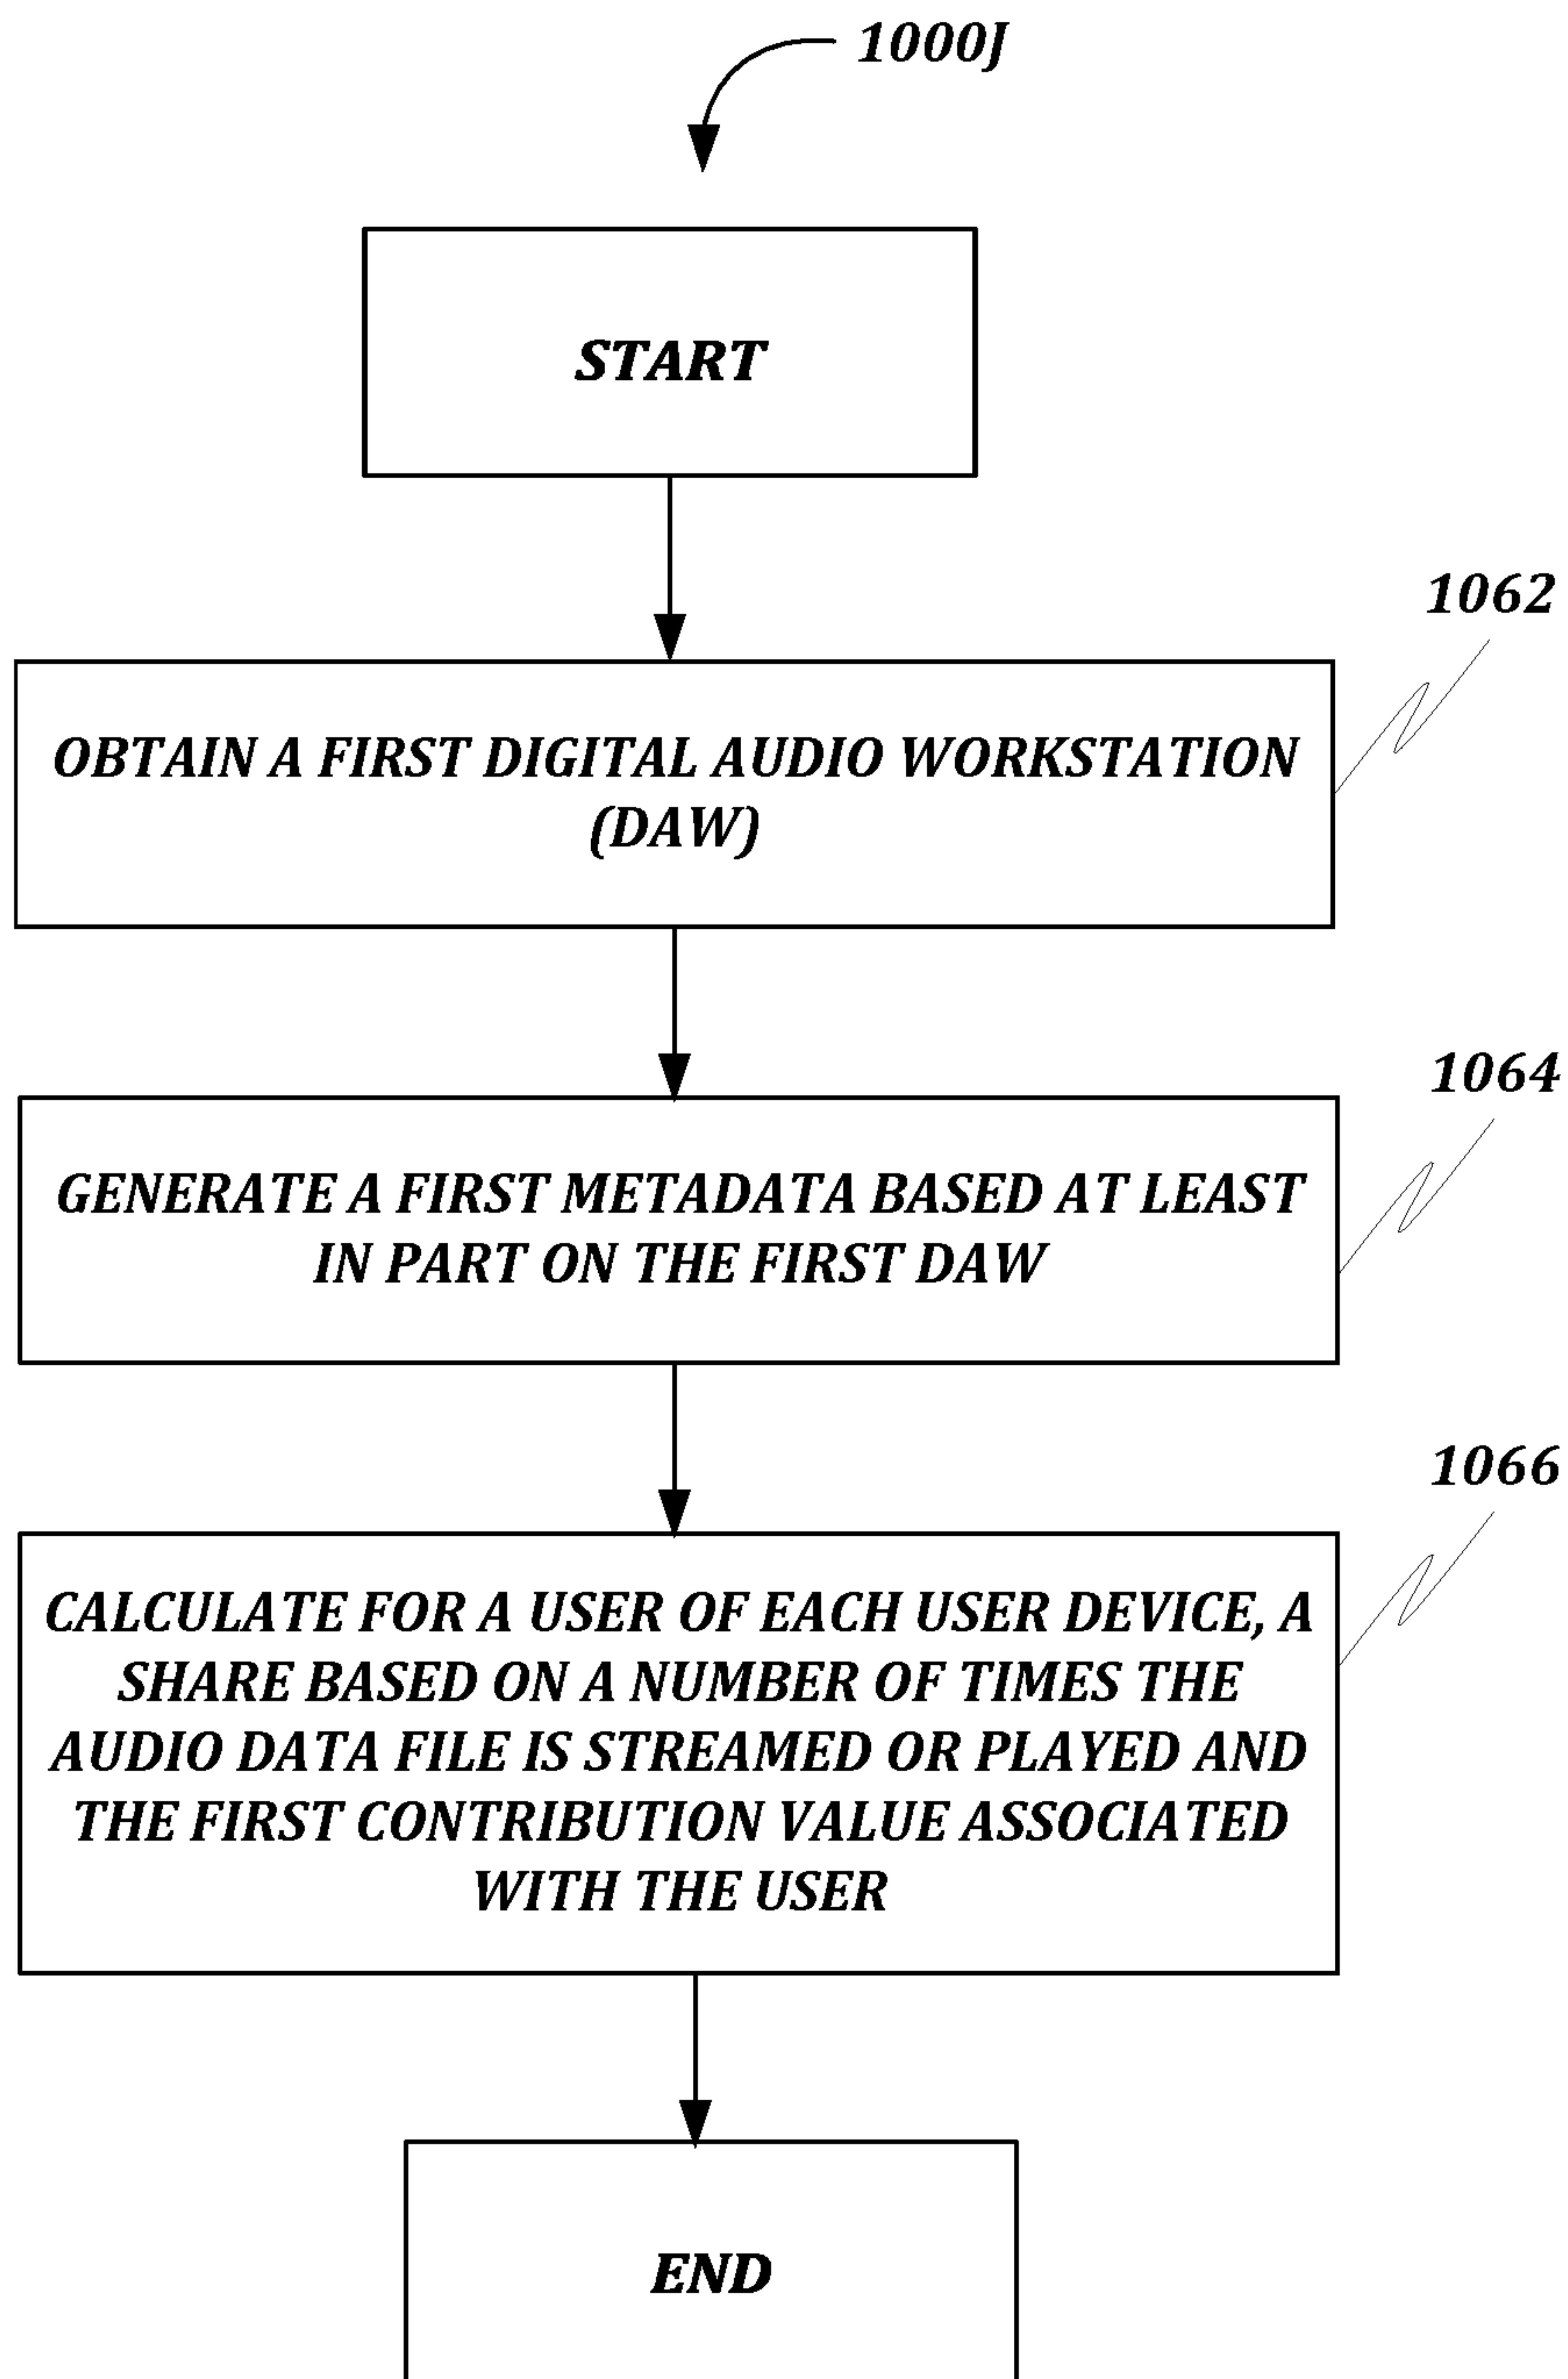 1000J
START
1062
OBTAIN A FIRST DIGITAL AUDIO WORKSTATION
(DAW)
1064
GENERATE A FIRST METADATA BASED AT LEAST
IN PART ON THE FIRST DAW
1066
CALCULATE FOR A USER OF EACH USER DEVICE, A
SHARE BASED ON A NUMBER OF TIMES THE
AUDIO DATA FILE IS STREAMED OR PLAYED AND
THE FIRST CONTRIBUTION VALUE ASSOCIATED
WITH THE USER
END